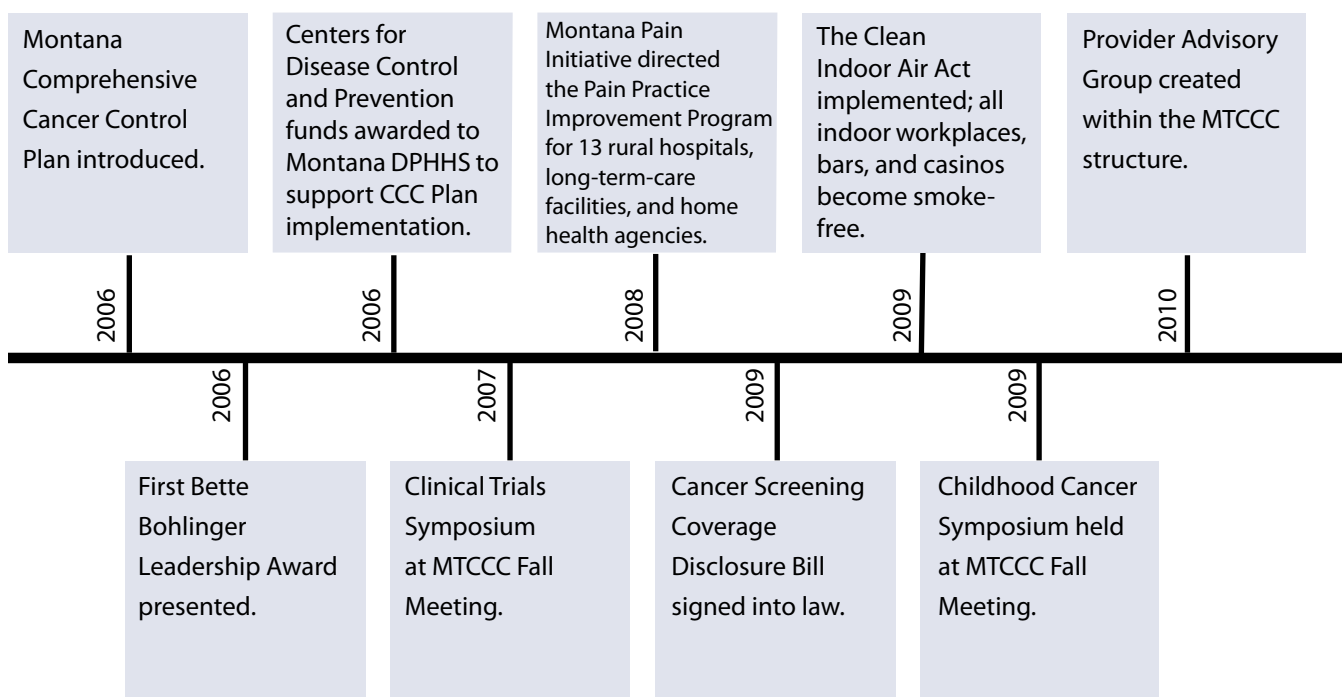 Montana
Comprehensive
Cancer Control
Plan introduced.
Centers for
Disease Control
and Prevention
funds awarded to
Montana DPHHS to
support CCC Plan
implementation.
Montana Pain
Initiative directed
the Pain Practice
Improvement Program
for 13 rural hospitals,
long-term-care
facilities, and home
health agencies.
The Clean
Indoor Air Act
implemented; all
indoor workplaces,
bars, and casinos
become smoke-
free.
Provider Advisory
Group created
within the MTCCC
structure.
2006
2006
2008
2009
2010
2006
2007
2009
2009
First Bette
Bohlinger
Leadership Award
presented.
Clinical Trials
Symposium
at MTCCC Fall
Meeting.
Cancer Screening
Coverage
Disclosure Bill
signed into law.
Childhood Cancer
Symposium held
at MTCCC Fall
Meeting.